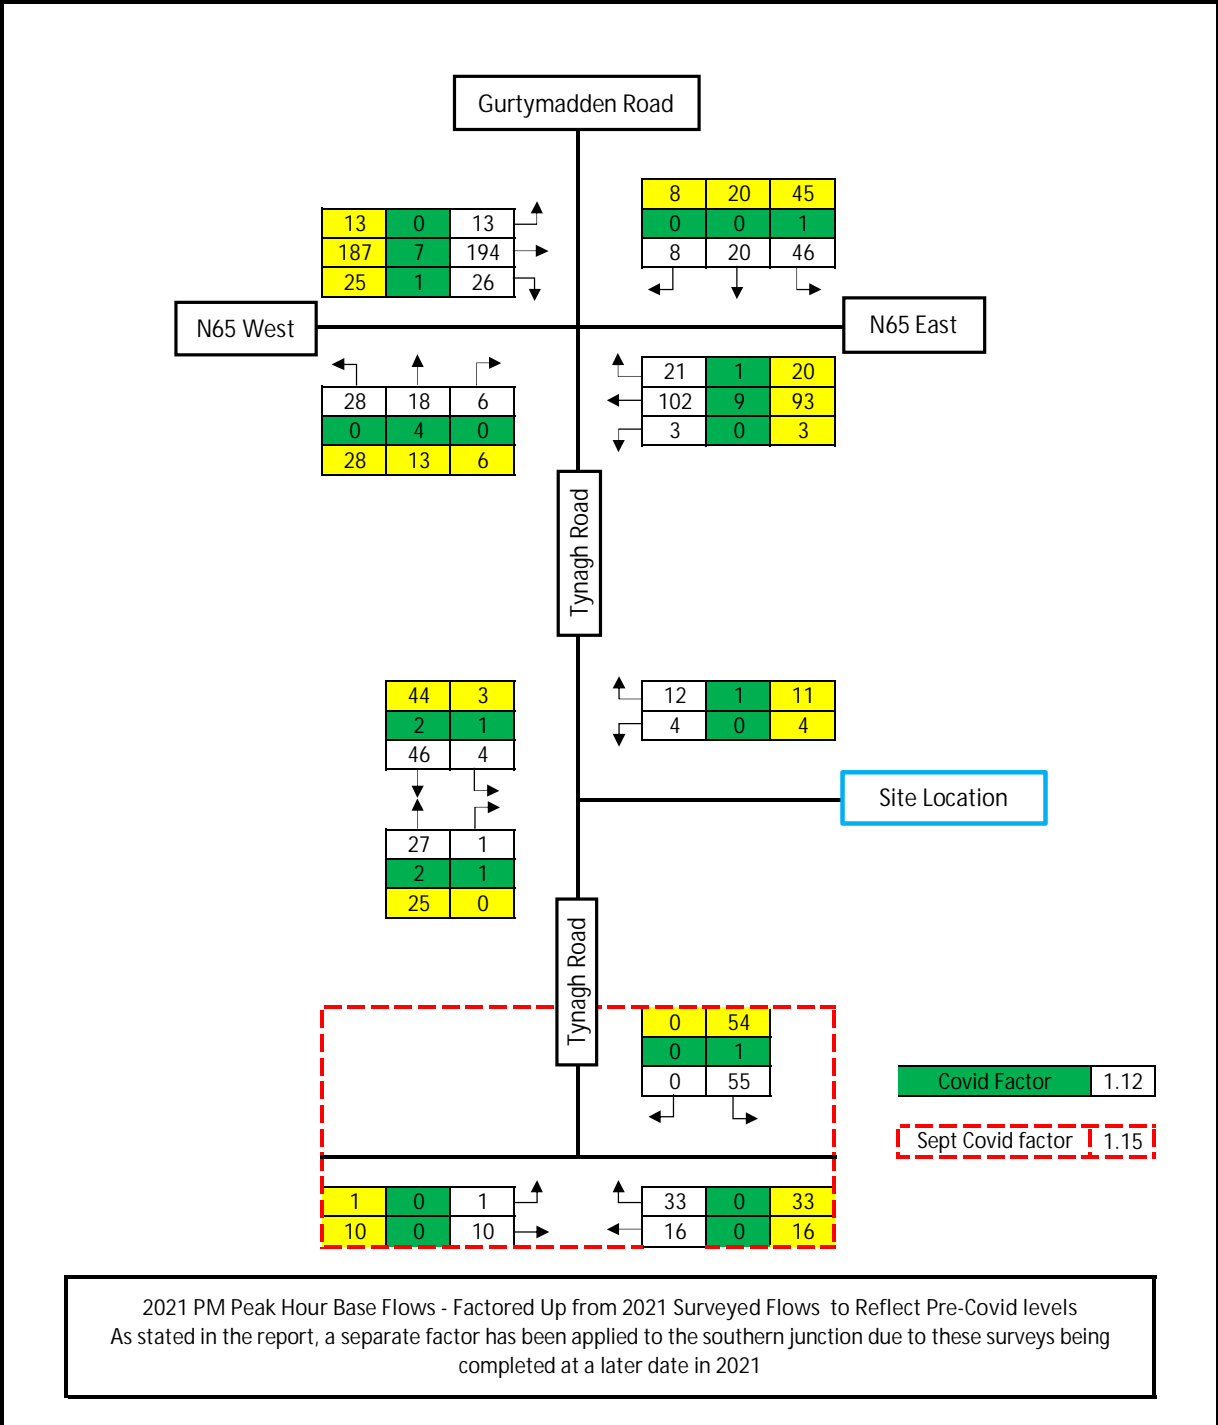 Gurtymadden Road
8 20 45
0 0 1
8 20 46
13 0 13
187 7 194
25 1 26
N65 West
N65 East
21 1 20
102 9 93
3 0 3
28 18 6
0 4 0
28 13 6
Tynagh Road
44 3
2 1
46 4
12 1 11
4 0 4
Site Location
27 1
2 1
25 0
Tynagh Road
0 54
0 1
0 55
Covid Factor 1.12
Sept Covid factor 1.15
1 0 1
10 0 10
33 0 33
16 0 16
2021 PM Peak Hour Base Flows - Factored Up from 2021 Surveyed Flows to Reflect Pre-Covid levels
As stated in the report, a separate factor has been applied to the southern junction due to these surveys being
completed at a later date in 2021